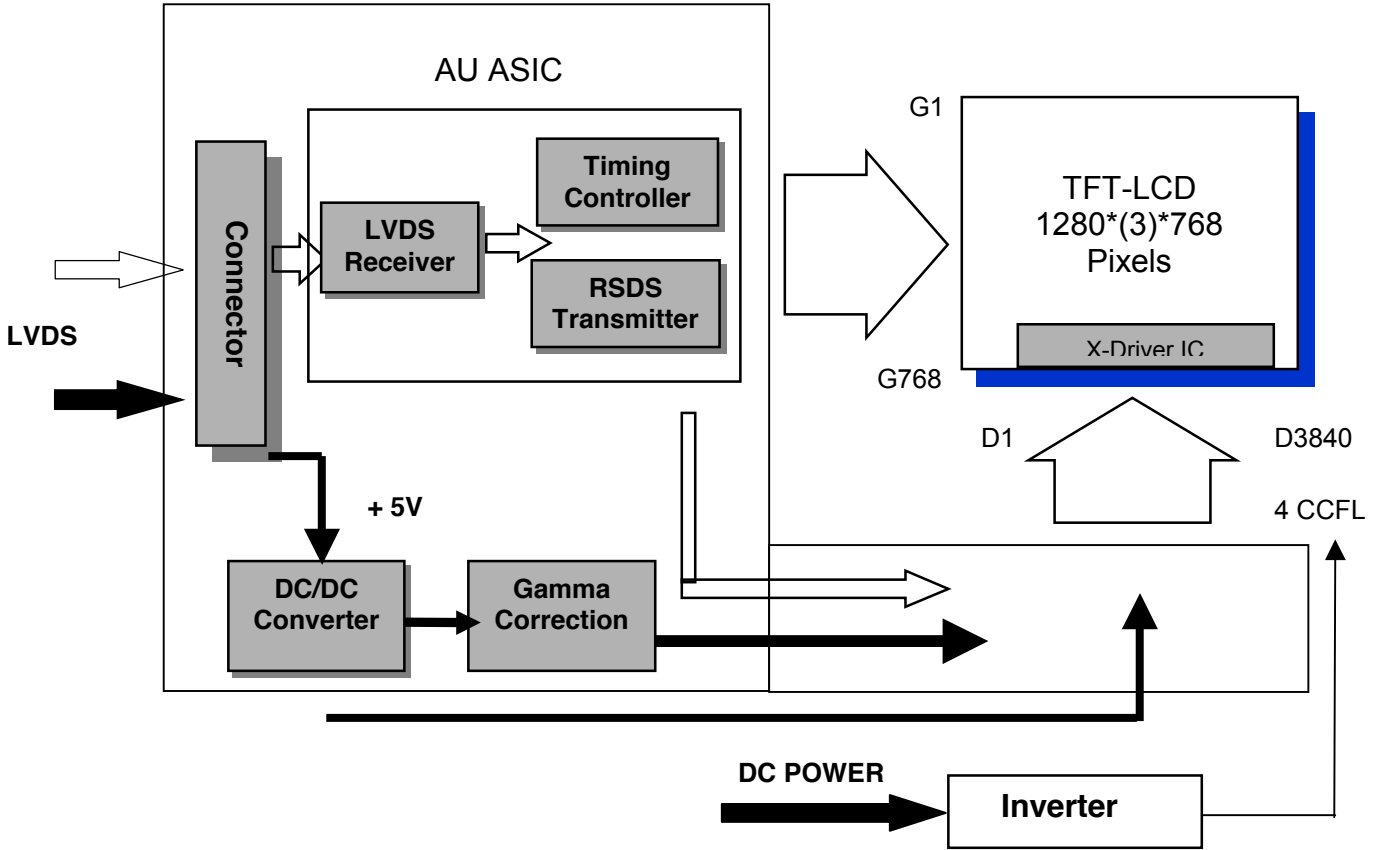 AU ASIC
G1
Timing
Controller
TFT-LCD
1280*(3)*768
Pixels
Connector
LVDS
Receiver
RSDS
Transmitter
LVDS
X-Driver IC
G768
D1
D3840
+ 5V
4 CCFL
DC/DC
Converter
Gamma
Correction
DC POWER
Inverter